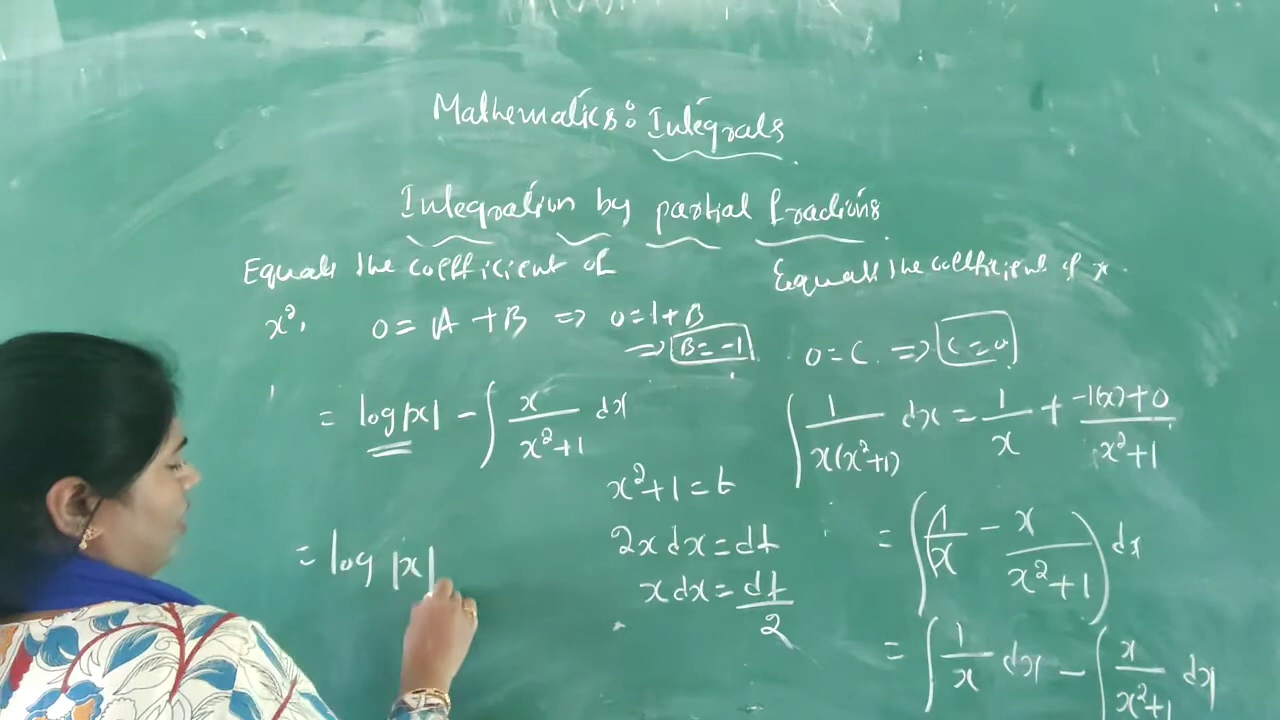 Mathematics: Integrals
Integration by partial fractions
Equals the coefficient of
x². 0 = A + B ⇒ 0 = 1 + B
⇒ B = -1
= log|x| - ∫ x/(x²+1) dx
x²+1 = t
2x dx = dt
x dx = dt/2
= log |x|
Equals the coefficient of x.
0 = C. ⇒ C = 0
∫ 1/(x(x²+1)) dx = 1/x + (-1(x)+0)/(x²+1)
= ∫(1/x - x/(x²+1)) dx
= ∫ 1/x dx - ∫ x/(x²+1) dx